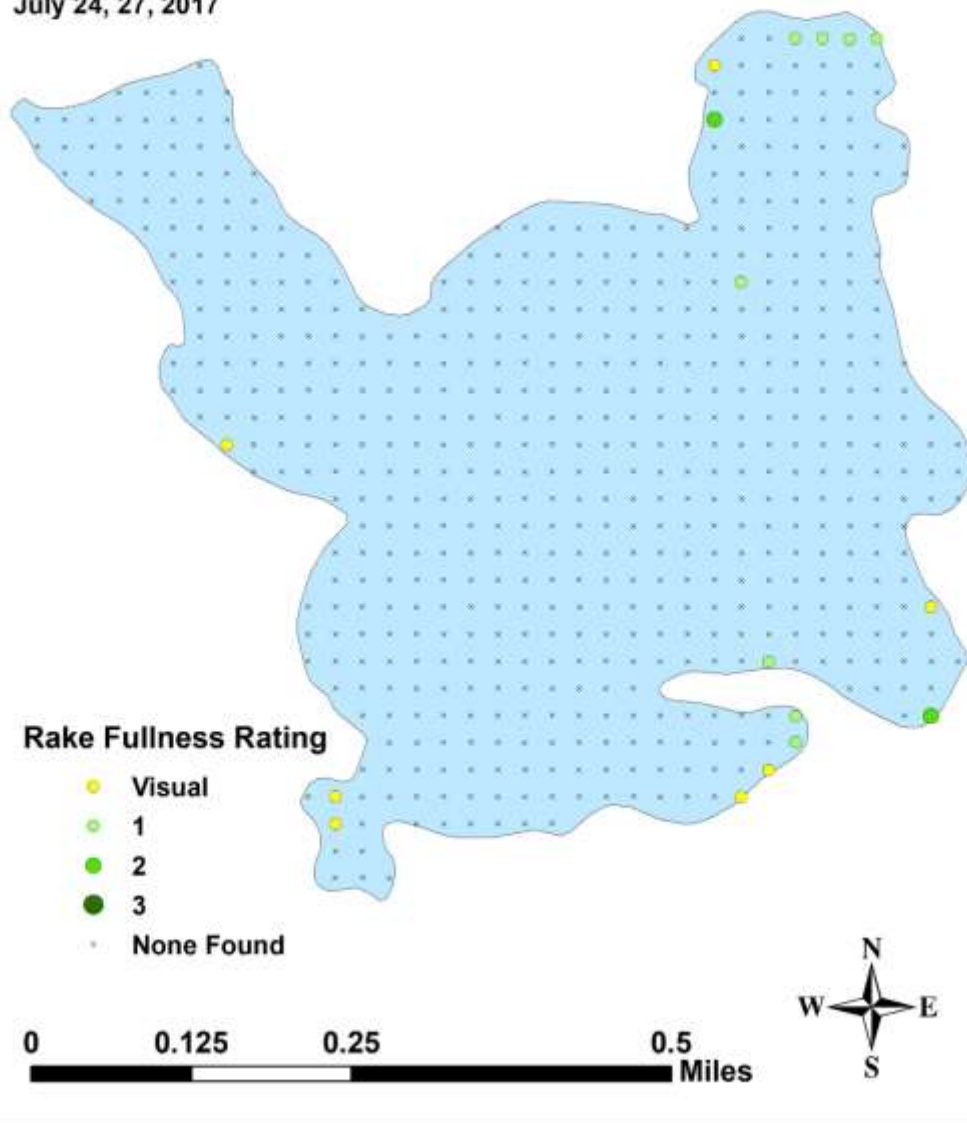 July 24, 27, 2017
Rake Fullness Rating
Visual
1
2
3
None Found
N
W E
S
0 0.125 0.25 0.5
Miles